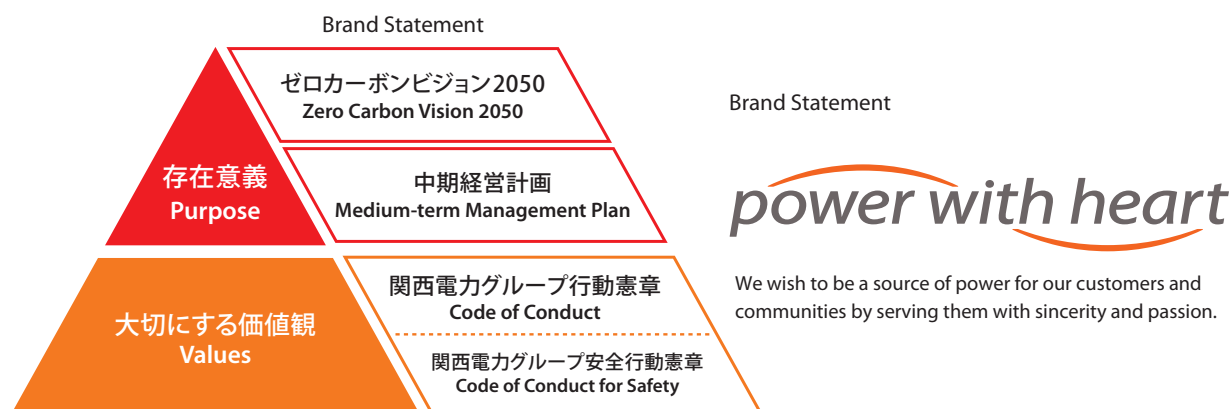 Brand Statement
ゼロカーボンビジョン2050
Zero Carbon Vision 2050
存在意義
Purpose
中期経営計画
Medium-term Management Plan
大切にする価値観
Values
関西電力グループ行動憲章
Code of Conduct
関西電力グループ安全行動憲章
Code of Conduct for Safety
Brand Statement
power with heart
We wish to be a source of power for our customers and
communities by serving them with sincerity and passion.